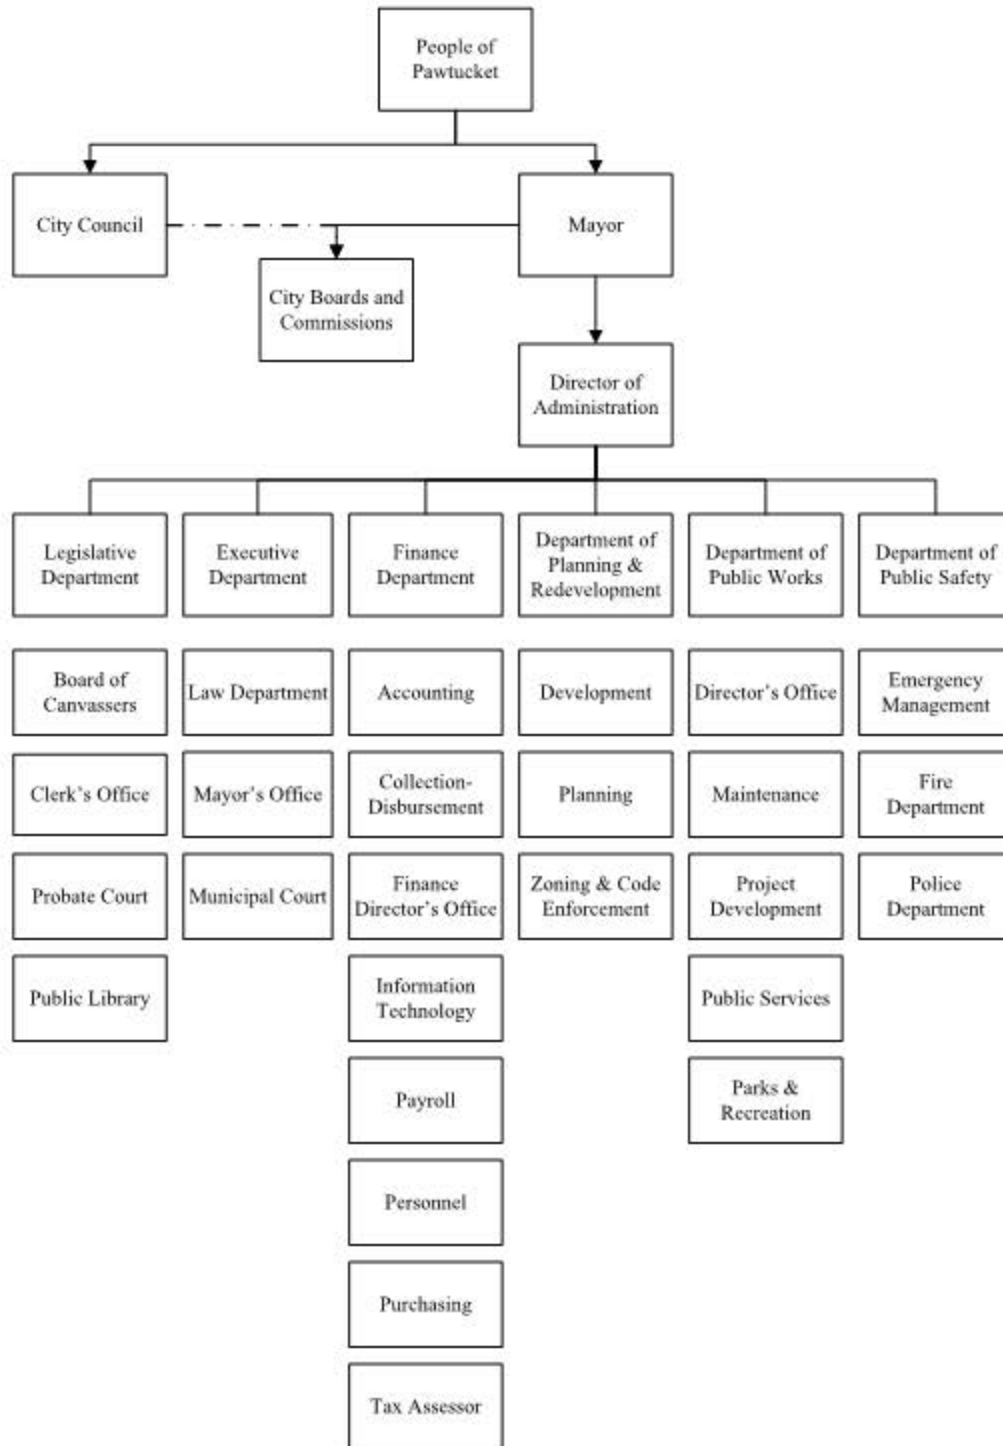 People of
Pawtucket
City Council
Mayor
City Boards and
Commissions
Director of
Administration
Legislative
Department
Executive
Department
Finance
Department
Department of
Planning &
Redevelopment
Department of
Public Works
Department of
Public Safety
Board of
Canvassers
Law Department
Accounting
Development
Director's Office
Emergency
Management
Clerk's Office
Mayor's Office
Collection-
Disbursement
Planning
Maintenance
Fire
Department
Probate Court
Municipal Court
Finance
Director's Office
Zoning & Code
Enforcement
Project
Development
Police
Department
Public Library
Information
Technology
Public Services
Payroll
Parks &
Recreation
Personnel
Purchasing
Tax Assessor